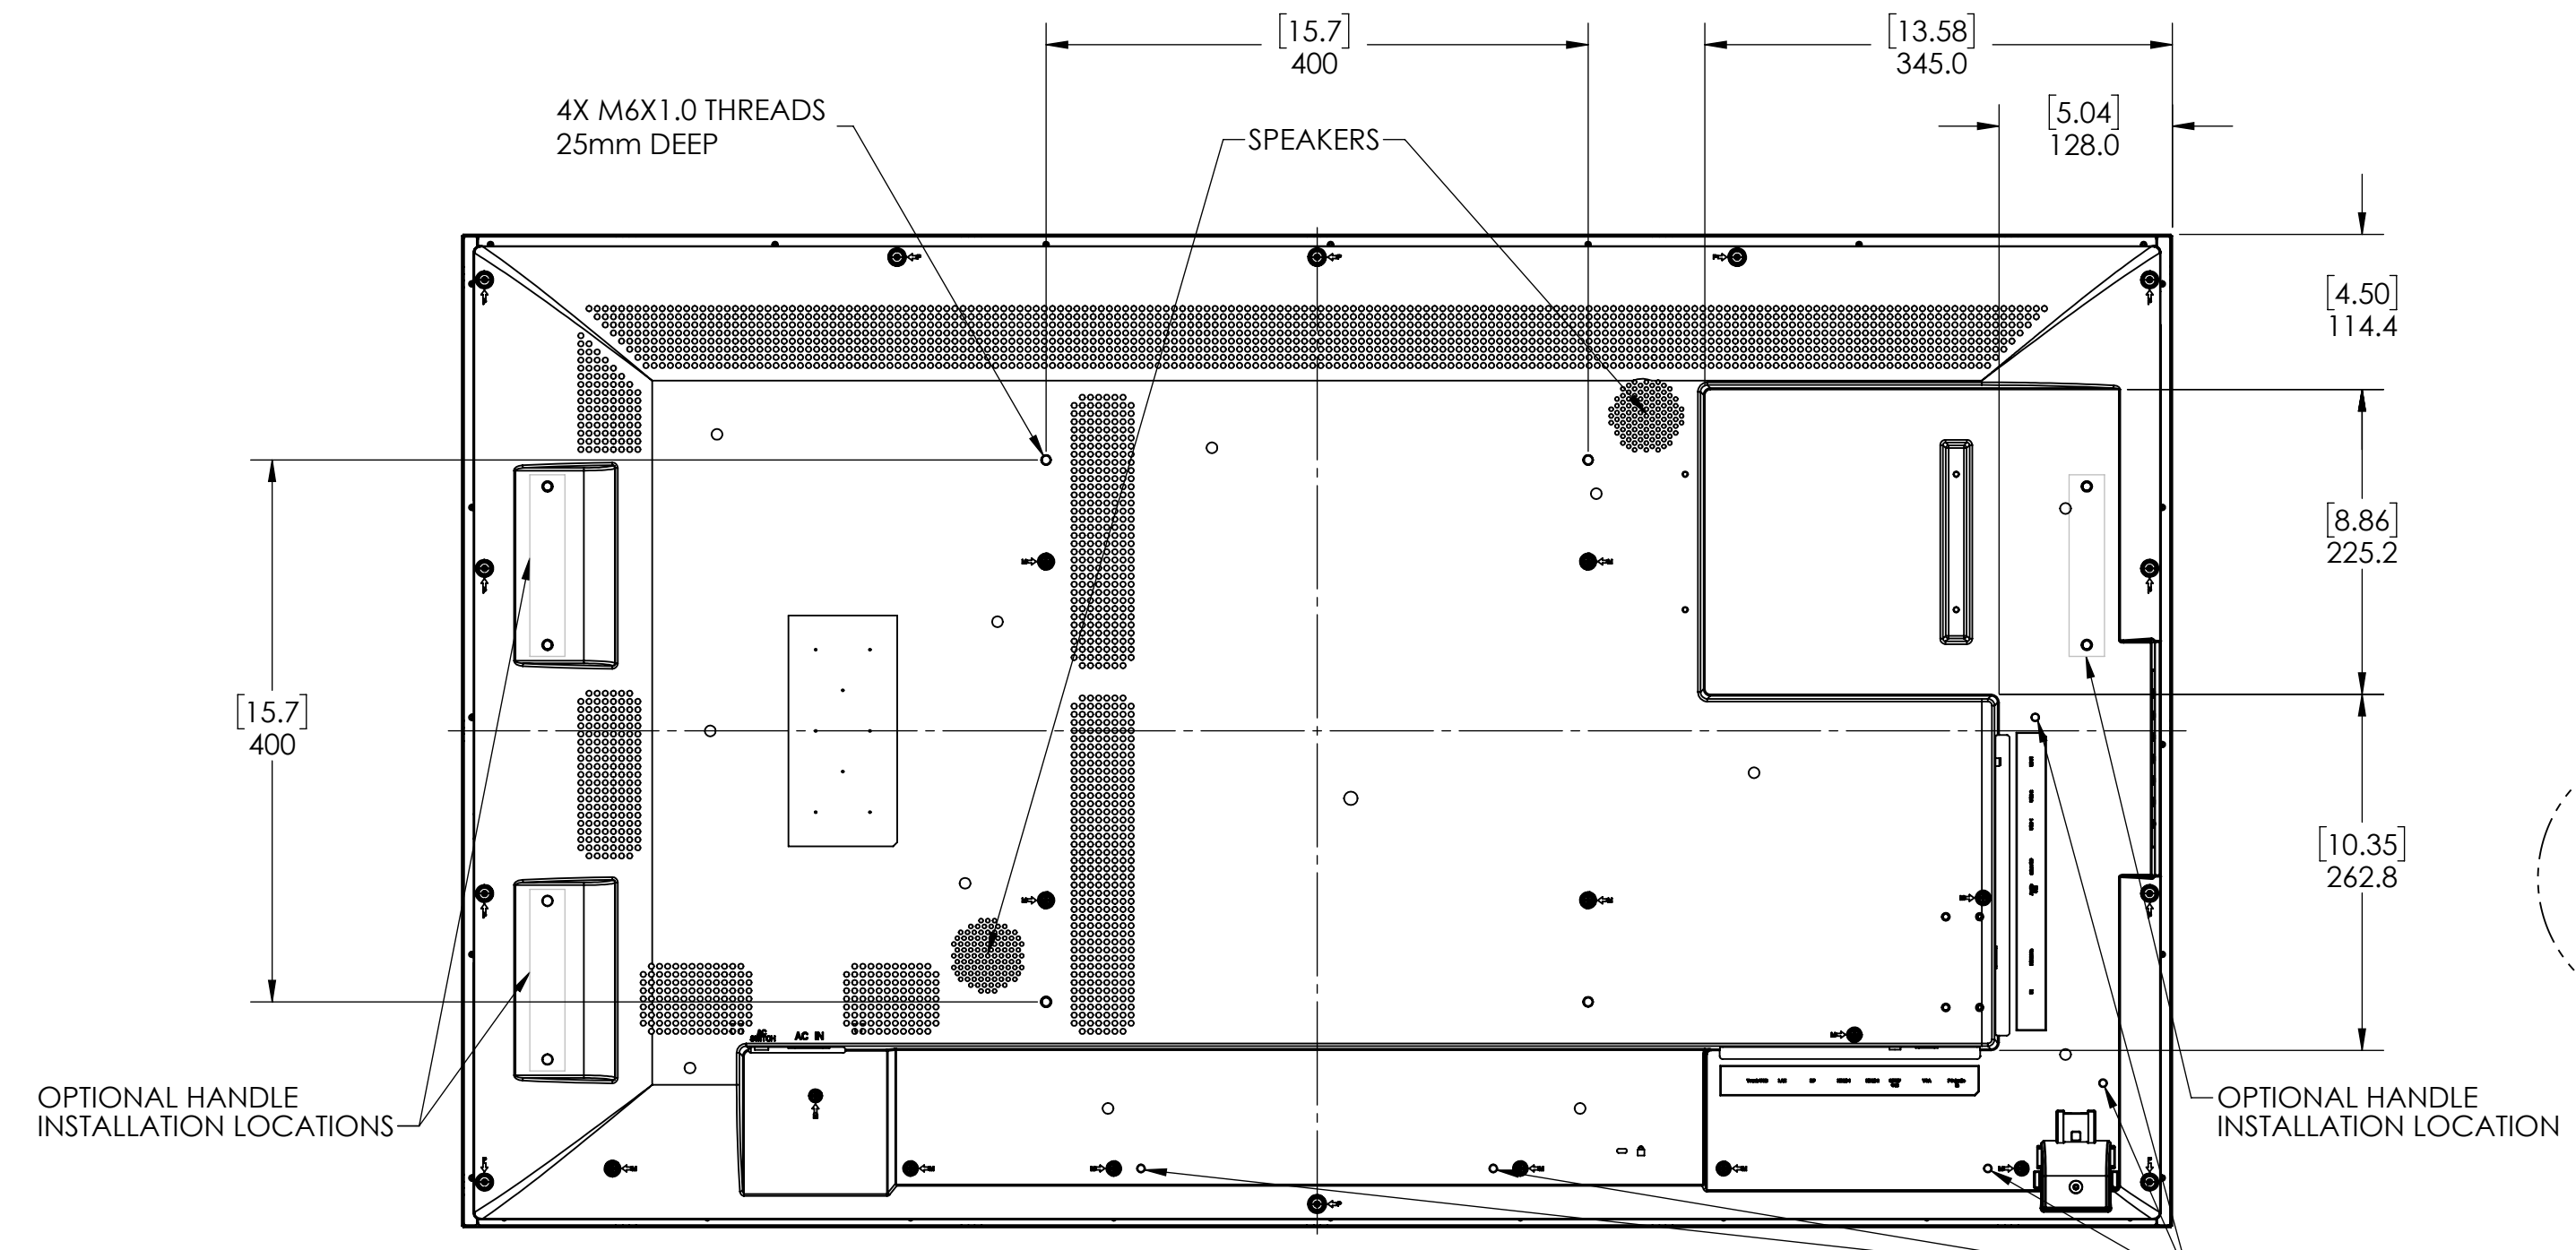 [15.7]
400
[13.58]
345.0
4X M6X1.0 THREADS
25mm DEEP
SPEAKERS
[5.04]
128.0
[4.50]
114.4
[8.86]
225.2
[15.7]
400
[10.35]
262.8
AC
SWITCH
AC IN
OPTIONAL HANDLE
INSTALLATION LOCATIONS
OPTIONAL HANDLE
INSTALLATION LOCATION